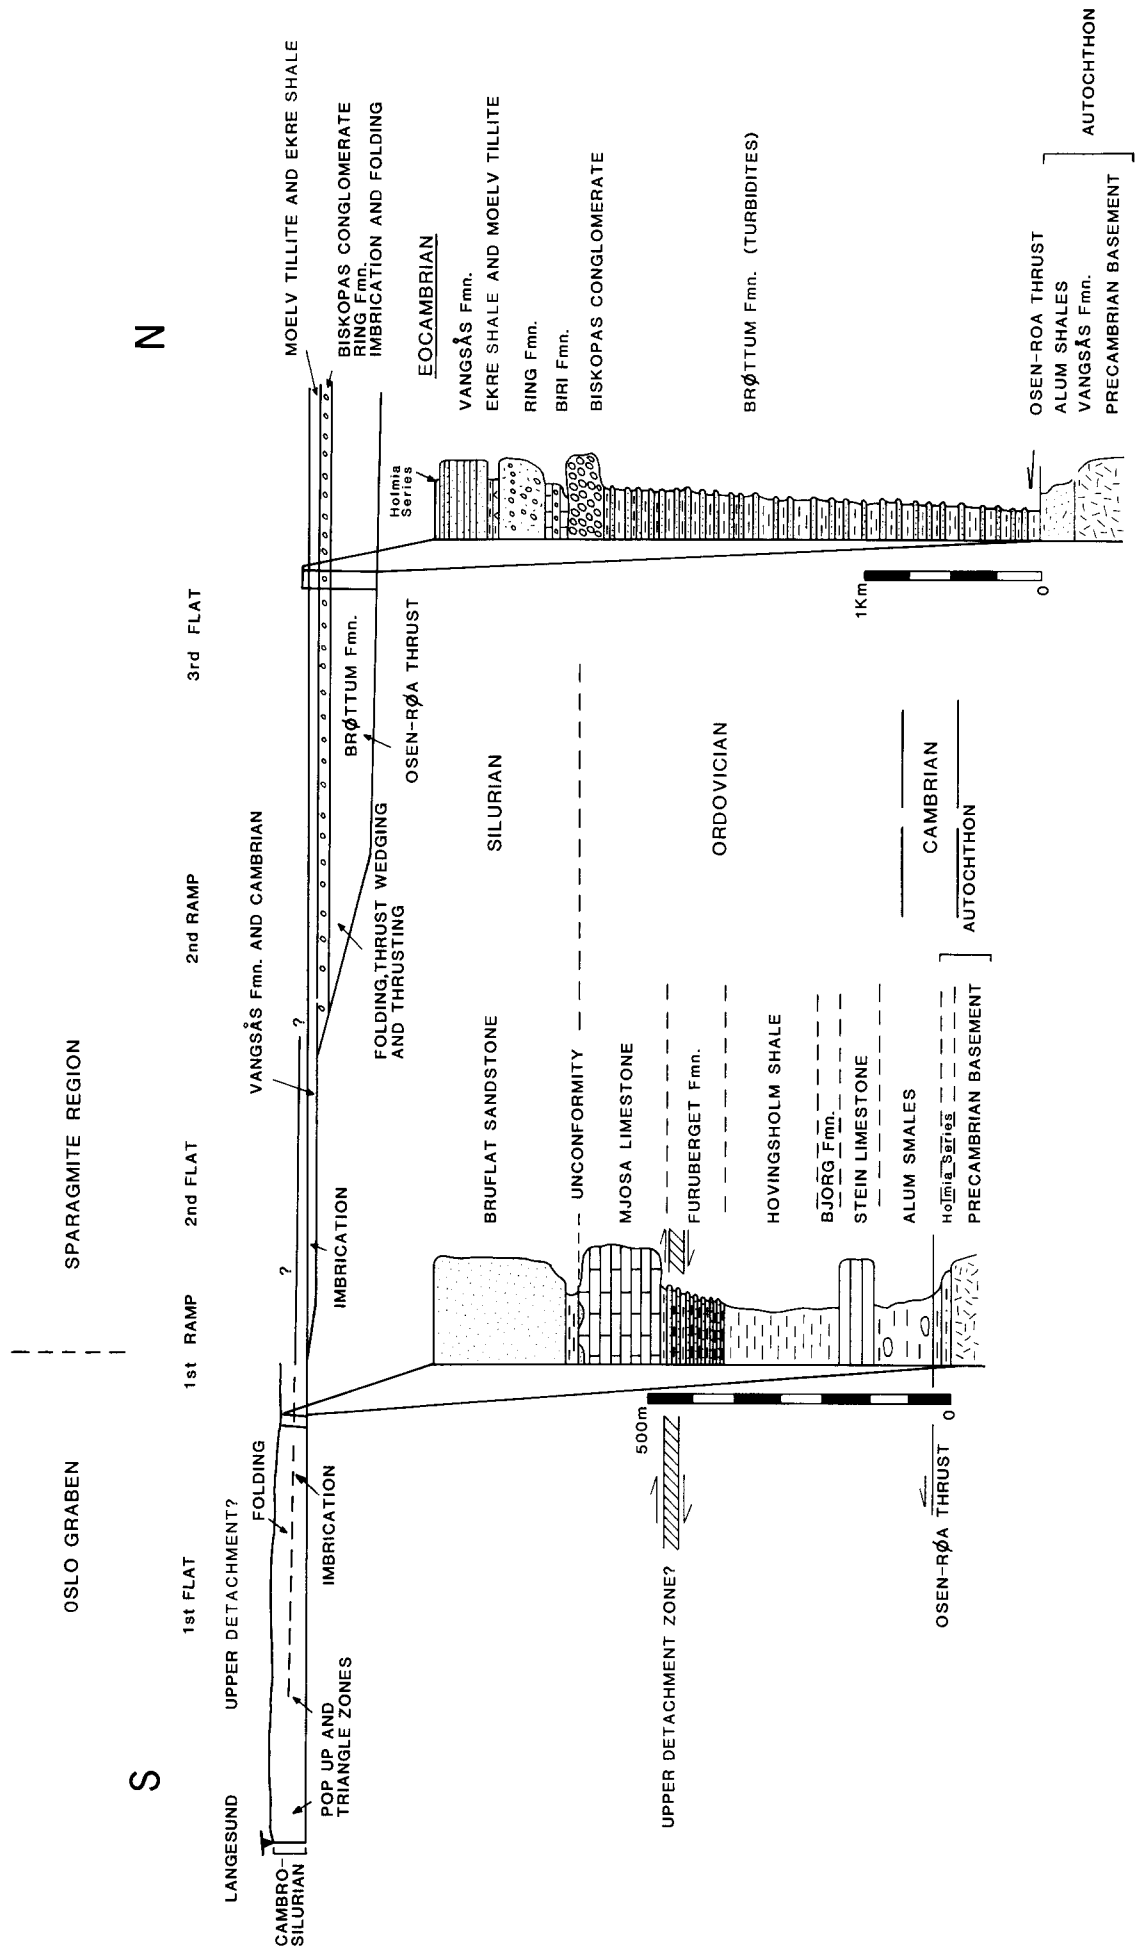 S
N
OSLO GRABEN
SPARAGMITE REGION
1st FLAT
1st RAMP
2nd FLAT
2nd RAMP
3rd FLAT
LANGESUND
UPPER DETACHMENT?
FOLDING
VANGSÅS Fmn. AND CAMBRIAN
MOELV TILLITE AND EKRE SHALE
?
?
CAMBRO-
SILURIAN
POP UP AND
TRIANGLE ZONES
IMBRICATION
IMBRICATION
FOLDING, THRUST WEDGING
AND THRUSTING
BRØTTUM Fmn.
OSEN-RØA THRUST
BISKOPAS CONGLOMERATE
RING Fmn.
IMBRICATION AND FOLDING
UPPER DETACHMENT ZONE?
OSEN-RØA THRUST
500m
0
BRUFLAT SANDSTONE
UNCONFORMITY
MJOSA LIMESTONE
FURUBERGET Fmn.
HOVINGSHOLM SHALE
BJORG Fmn.
STEIN LIMESTONE
ALUM SMALES
Holmia Series
PRECAMBRIAN BASEMENT
AUTOCHTHON
SILURIAN
ORDOVICIAN
CAMBRIAN
1Km
0
Holmia
Series
EOCAMBRIAN
VANGSÅS Fmn.
EKRE SHALE AND MOELV TILLITE
RING Fmn.
BIRI Fmn.
BISKOPAS CONGLOMERATE
BRØTTUM Fmn. (TURBIDITES)
OSEN-ROA THRUST
ALUM SHALES
VANGSÅS Fmn.
PRECAMBRIAN BASEMENT
AUTOCHTHON